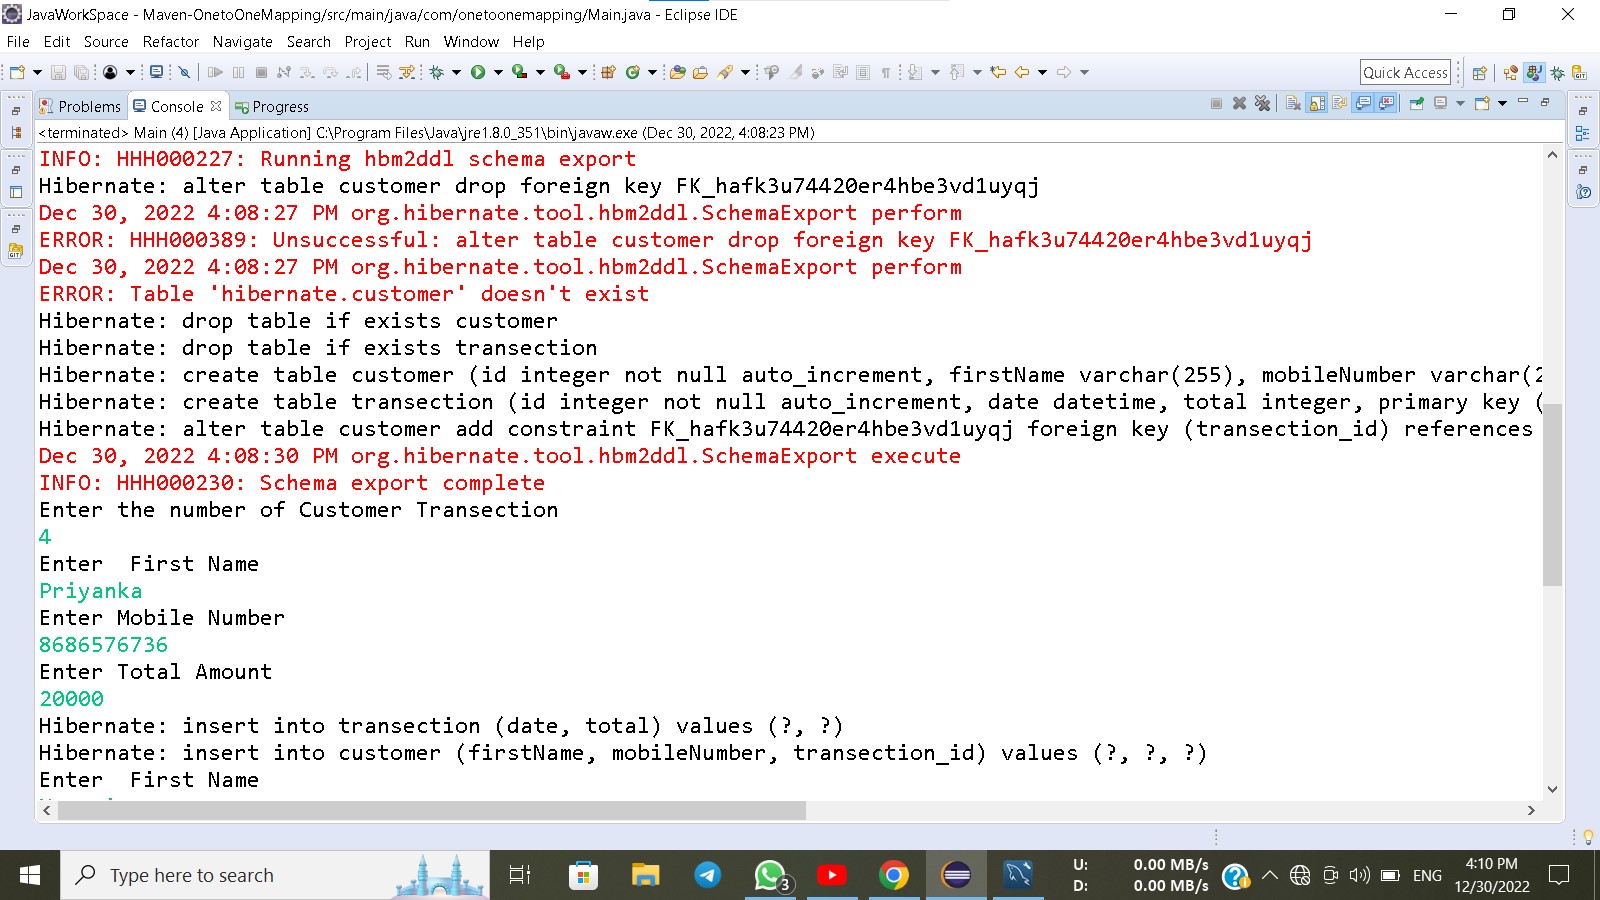 JavaWorkSpace - Maven-OnetoOneMapping/src/main/java/com/onetoonemapping/Main.java - Eclipse IDE
File Edit Source Refactor Navigate Search Project Run Window Help
Quick Access
Problems Console Progress
<terminated> Main (4) [Java Application] C:\Program Files\Java\jre1.8.0_351\bin\javaw.exe (Dec 30, 2022, 4:08:23 PM)
INFO: HHH000227: Running hbm2ddl schema export
Hibernate: alter table customer drop foreign key FK_hafk3u74420er4hbe3vd1uyqj
Dec 30, 2022 4:08:27 PM org.hibernate.tool.hbm2ddl.SchemaExport perform
ERROR: HHH000389: Unsuccessful: alter table customer drop foreign key FK_hafk3u74420er4hbe3vd1uyqj
Dec 30, 2022 4:08:27 PM org.hibernate.tool.hbm2ddl.SchemaExport perform
ERROR: Table 'hibernate.customer' doesn't exist
Hibernate: drop table if exists customer
Hibernate: drop table if exists transection
Hibernate: create table customer (id integer not null auto_increment, firstName varchar(255), mobileNumber varchar(2
Hibernate: create table transection (id integer not null auto_increment, date datetime, total integer, primary key (
Hibernate: alter table customer add constraint FK_hafk3u74420er4hbe3vd1uyqj foreign key (transection_id) references
Dec 30, 2022 4:08:30 PM org.hibernate.tool.hbm2ddl.SchemaExport execute
INFO: HHH000230: Schema export complete
Enter the number of Customer Transection
4
Enter  First Name
Priyanka
Enter Mobile Number
8686576736
Enter Total Amount
20000
Hibernate: insert into transection (date, total) values (?, ?)
Hibernate: insert into customer (firstName, mobileNumber, transection_id) values (?, ?, ?)
Enter  First Name
Type here to search
3
U: 0.00 MB/s
D: 0.00 MB/s
ENG
4:10 PM
12/30/2022